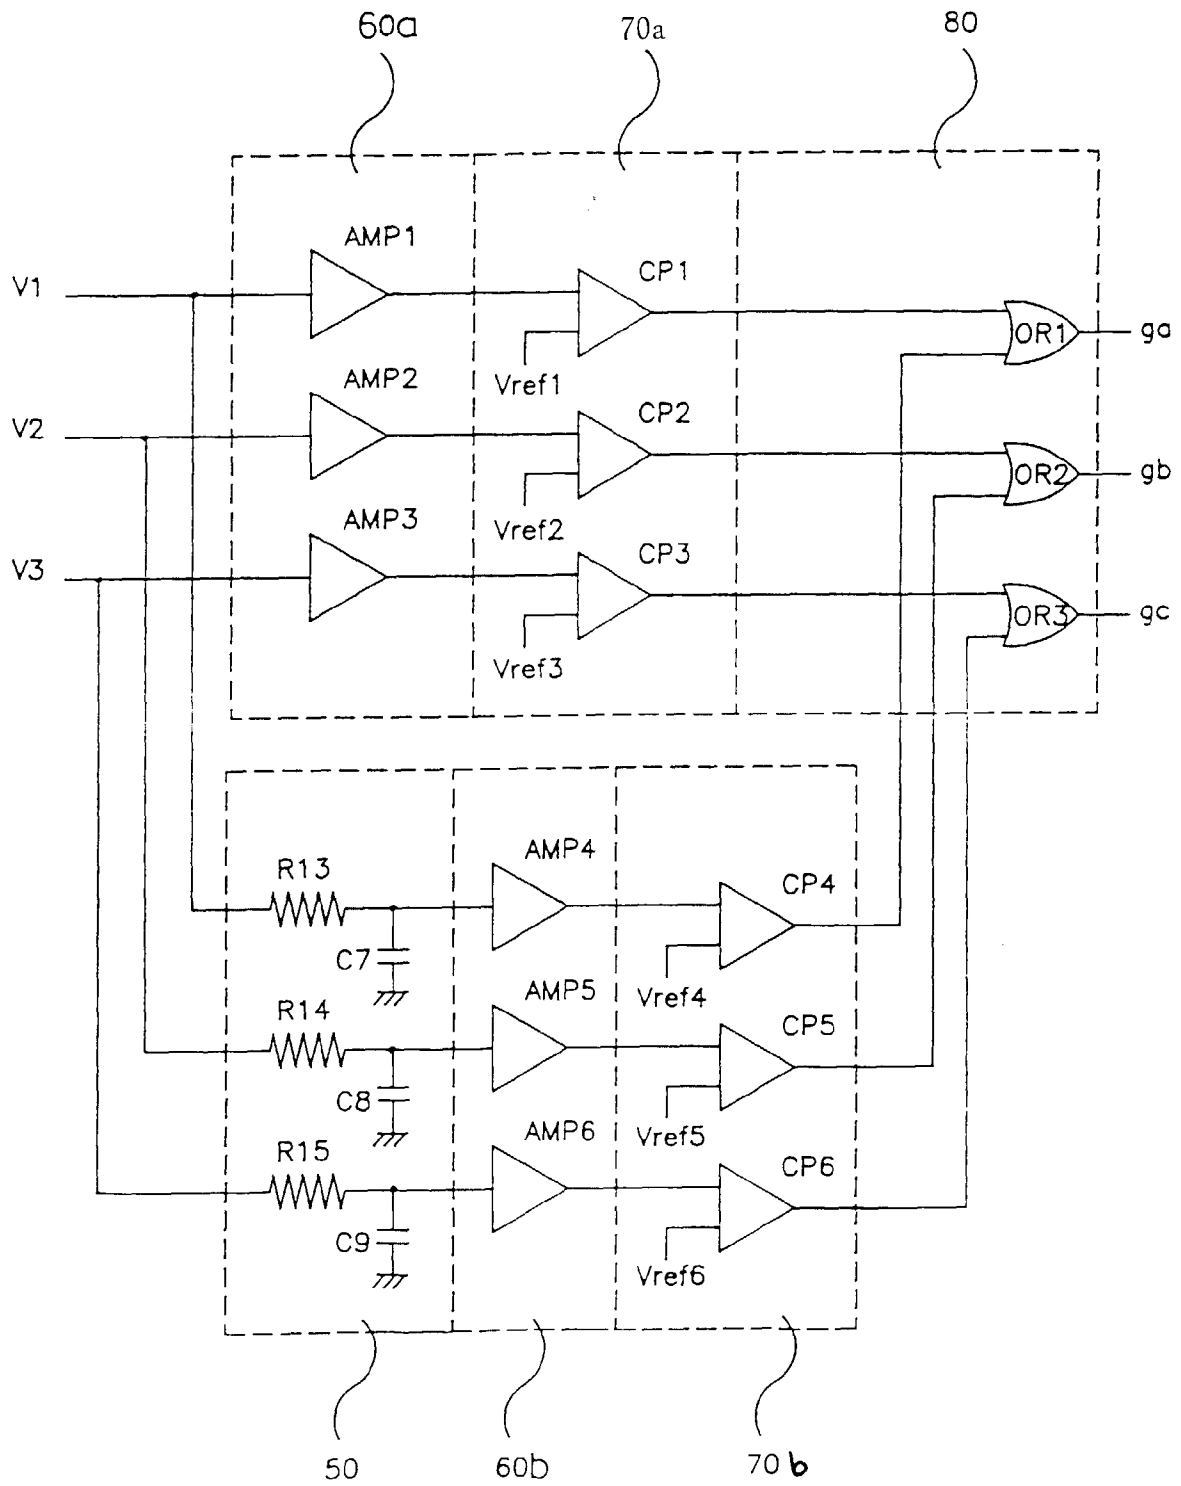 60a
70a
80
AMP1
V1
CP1
OR1
ga
Vref1
AMP2
V2
CP2
OR2
gb
Vref2
AMP3
V3
CP3
OR3
gc
Vref3
AMP4
R13
CP4
C7
Vref4
AMP5
R14
CP5
C8
Vref5
AMP6
R15
CP6
C9
Vref6
50
60b
70b